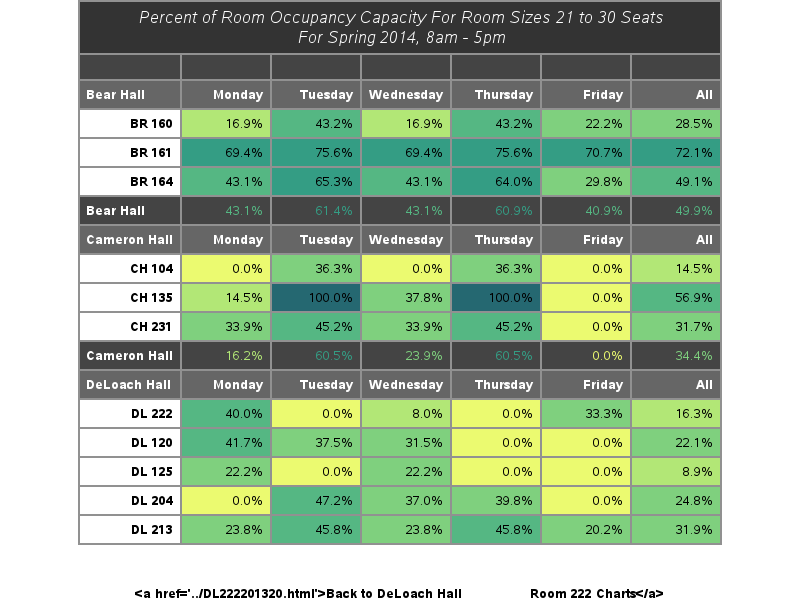 Percent of Room Occupancy Capacity For Room Sizes 21 to 30 Seats
For Spring 2014, 8am - 5pm
Bear Hall Monday Tuesday Wednesday Thursday Friday All
BR 160 16.9% 43.2% 16.9% 43.2% 22.2% 28.5%
BR 161 69.4% 75.6% 69.4% 75.6% 70.7% 72.1%
BR 164 43.1% 65.3% 43.1% 64.0% 29.8% 49.1%
Bear Hall 43.1% 61.4% 43.1% 60.9% 40.9% 49.9%
Cameron Hall Monday Tuesday Wednesday Thursday Friday All
CH 104 0.0% 36.3% 0.0% 36.3% 0.0% 14.5%
CH 135 14.5% 100.0% 37.8% 100.0% 0.0% 56.9%
CH 231 33.9% 45.2% 33.9% 45.2% 0.0% 31.7%
Cameron Hall 16.2% 60.5% 23.9% 60.5% 0.0% 34.4%
DeLoach Hall Monday Tuesday Wednesday Thursday Friday All
DL 222 40.0% 0.0% 8.0% 0.0% 33.3% 16.3%
DL 120 41.7% 37.5% 31.5% 0.0% 0.0% 22.1%
DL 125 22.2% 0.0% 22.2% 0.0% 0.0% 8.9%
DL 204 0.0% 47.2% 37.0% 39.8% 0.0% 24.8%
DL 213 23.8% 45.8% 23.8% 45.8% 20.2% 31.9%
<a href='../DL222201320.html'>Back to DeLoach Hall Room 222 Charts</a>